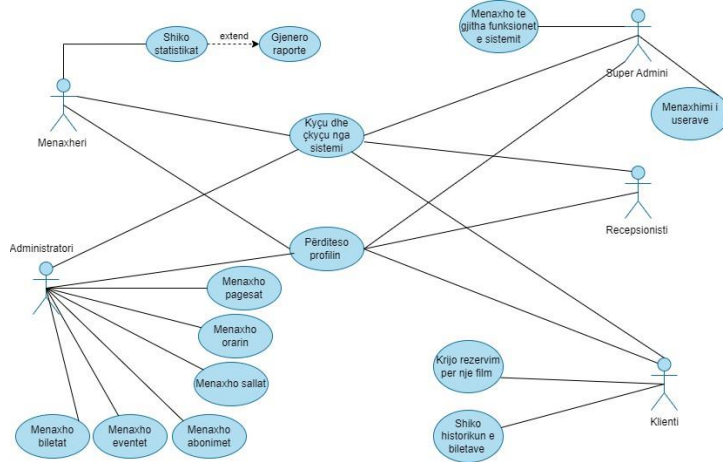 Menaxho te
gjitha funksionet
e sistemit
Shiko
statistikat
extend
Gjenero
raporte
Super Admini
Menaxheri
Menaxhimi i
userave
Kyçu dhe
çkyçu nga
sistemi
Recepsionisti
Administratori
Përditeso
profilin
Menaxho
pagesat
Menaxho
orarin
Menaxho sallat
Krijo rezervim
per nje film
Menaxho
biletat
Menaxho
eventet
Menaxho
abonimet
Shiko
historikun e
biletave
Klienti